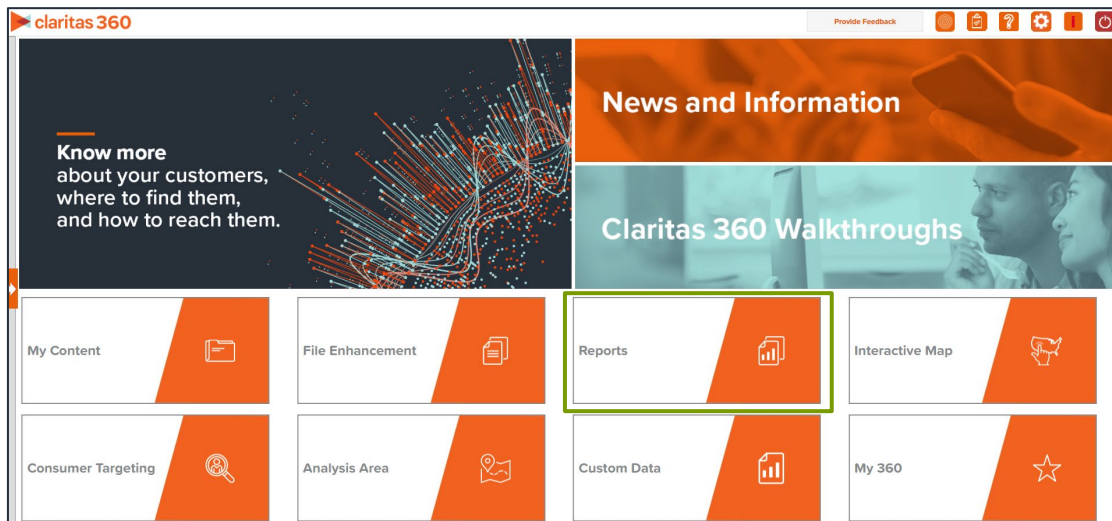 claritas 360
Provide Feedback
Know more
about your customers,
where to find them,
and how to reach them.
News and Information
Claritas 360 Walkthroughs
My Content
File Enhancement
Reports
Interactive Map
Consumer Targeting
Analysis Area
Custom Data
My 360